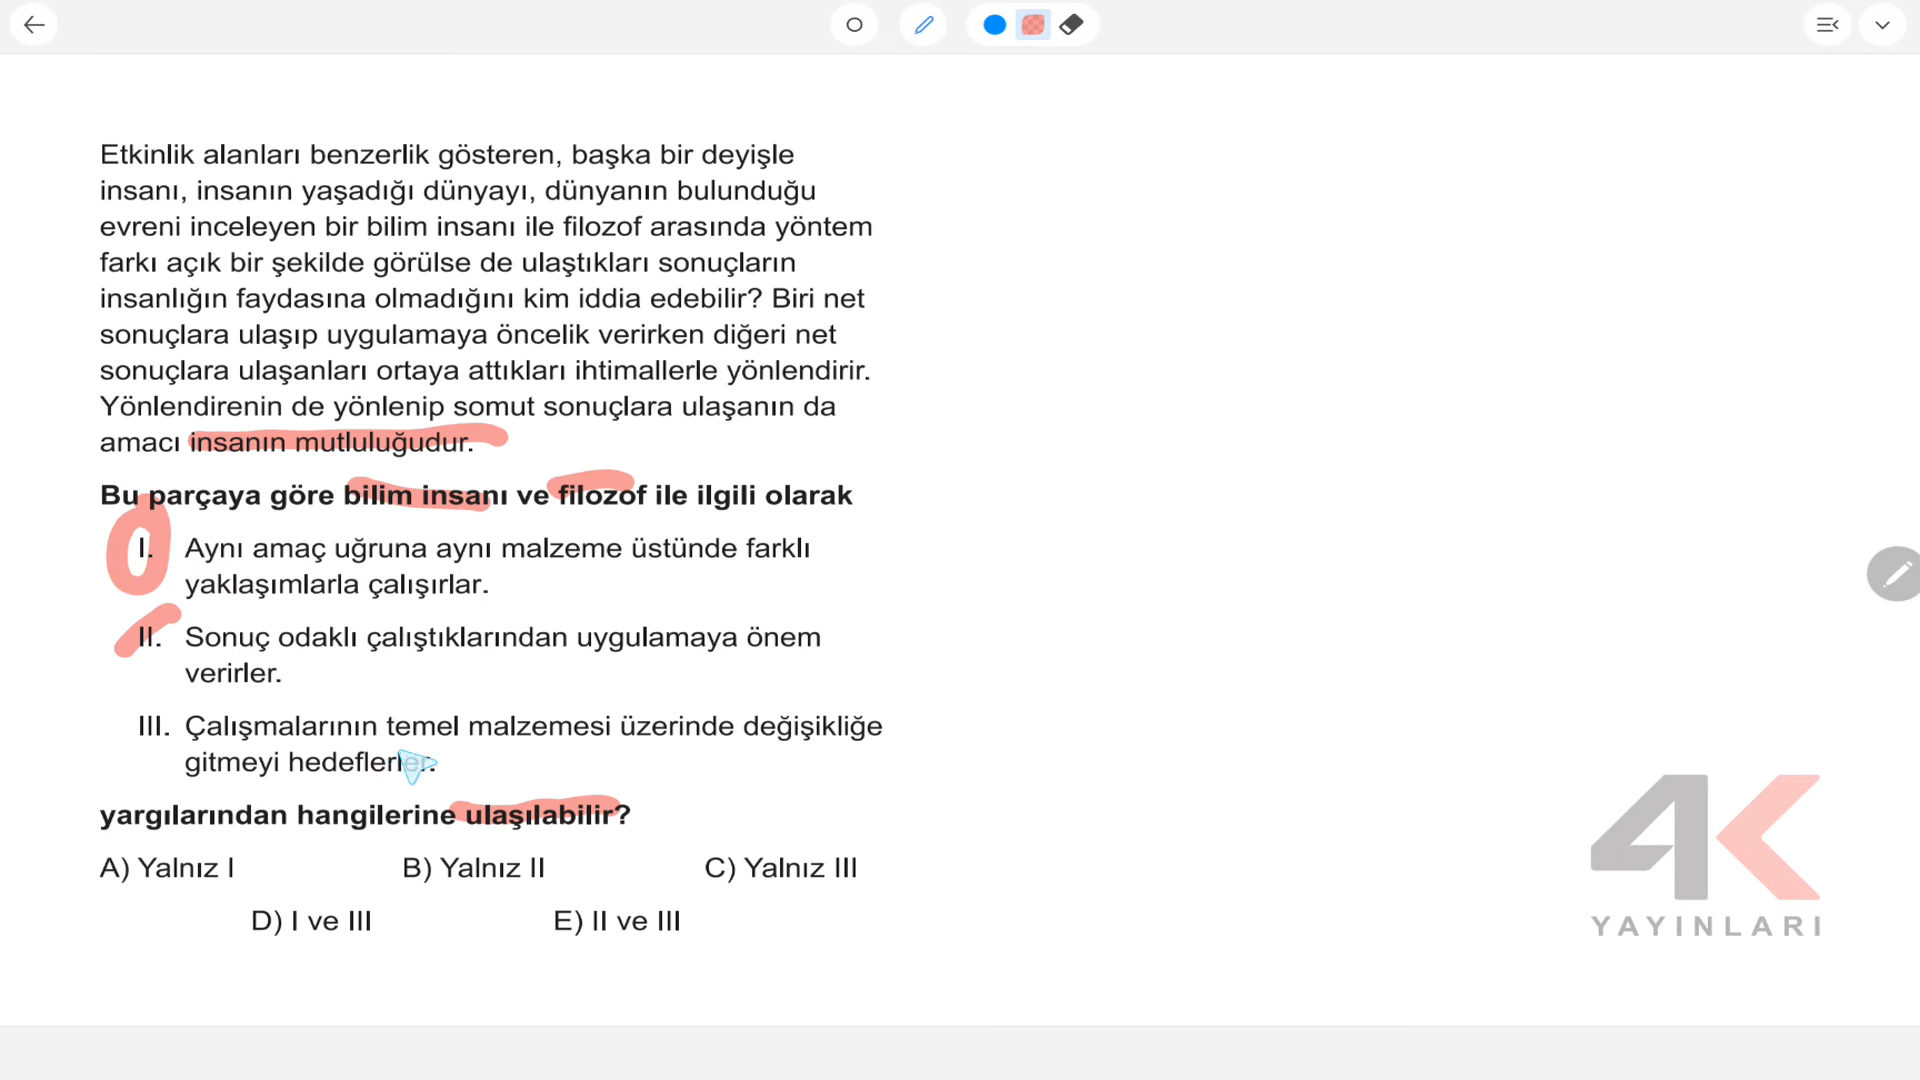 Etkinlik alanları benzerlik gösteren, başka bir deyişle
insanı, insanın yaşadığı dünyayı, dünyanın bulunduğu
evreni inceleyen bir bilim insanı ile filozof arasında yöntem
farkı açık bir şekilde görülse de ulaştıkları sonuçların
insanlığın faydasına olmadığını kim iddia edebilir? Biri net
sonuçlara ulaşıp uygulamaya öncelik verirken diğeri net
sonuçlara ulaşanları ortaya attıkları ihtimallerle yönlendirir.
Yönlendirenin de yönlenip somut sonuçlara ulaşanın da
amacı insanın mutluluğudur.
Bu parçaya göre bilim insanı ve filozof ile ilgili olarak
I. Aynı amaç uğruna aynı malzeme üstünde farklı
yaklaşımlarla çalışırlar.
II. Sonuç odaklı çalıştıklarından uygulamaya önem
verirler.
III. Çalışmalarının temel malzemesi üzerinde değişikliğe
gitmeyi hedeflerler.
yargılarından hangilerine ulaşılabilir?
A) Yalnız I B) Yalnız II C) Yalnız III
D) I ve III E) II ve III
4K
YAYINLARI